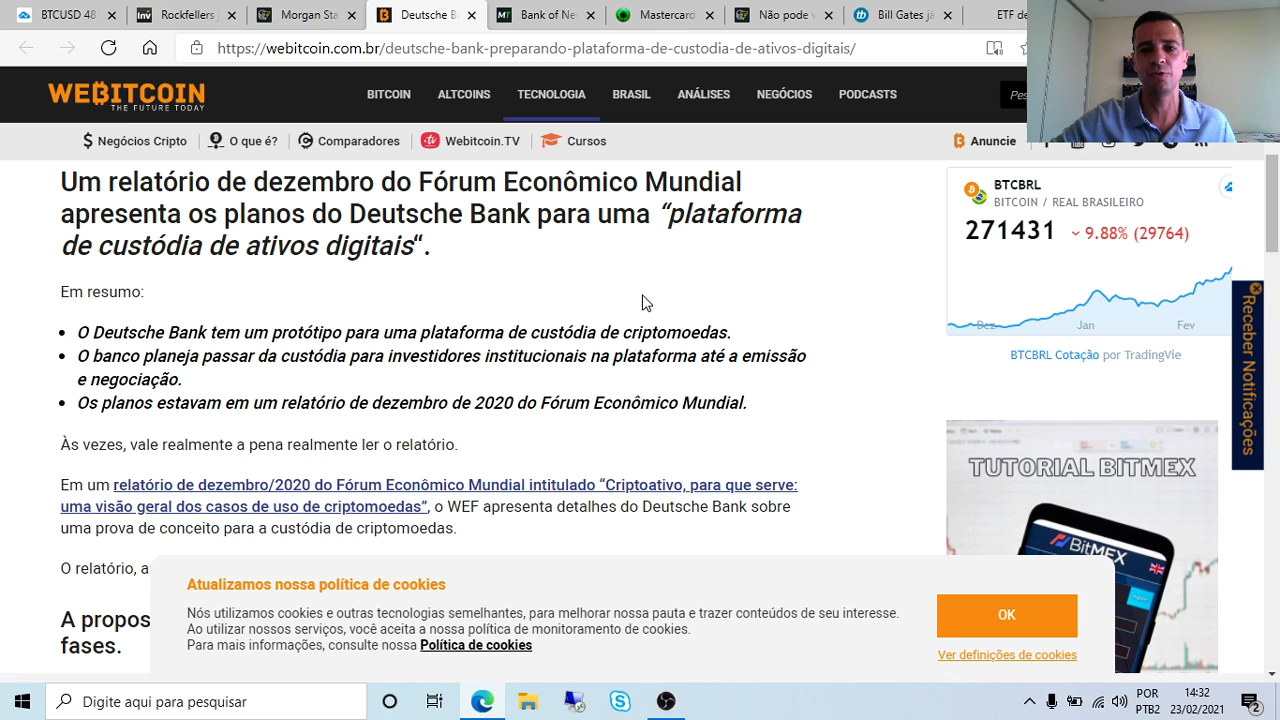 BTCUSD 48
Morgan Sta
Deutsche B
Bank of Ne
Mastercard
Não pode v
Bill Gates já
https://webitcoin.com.br/deutsche-bank-preparando-plataforma-de-custodia-de-ativos-digitais/
WEBITCOIN
THE FUTURE TODAY
BITCOIN ALTCOINS TECNOLOGIA BRASIL ANÁLISES NEGÓCIOS PODCASTS
Negócios Cripto O que é? Comparadores Webitcoin.TV Cursos Anuncie
Um relatório de dezembro do Fórum Econômico Mundial
apresenta os planos do Deutsche Bank para uma “plataforma
de custódia de ativos digitais“.
Em resumo:
• O Deutsche Bank tem um protótipo para uma plataforma de custódia de criptomoedas.
• O banco planeja passar da custódia para investidores institucionais na plataforma até a emissão
e negociação.
• Os planos estavam em um relatório de dezembro de 2020 do Fórum Econômico Mundial.
Às vezes, vale realmente a pena realmente ler o relatório.
Em um relatório de dezembro/2020 do Fórum Econômico Mundial intitulado “Criptoativo, para que serve:
uma visão geral dos casos de uso de criptomoedas”, o WEF apresenta detalhes do Deutsche Bank sobre
uma prova de conceito para a custódia de criptomoedas.
O relatório, a
A propos
fases.
BTCBRL
BITCOIN / REAL BRASILEIRO
271431 9.88% (29764)
Dez Jan Fev
BTCBRL Cotação por TradingVie
Receber Notificações
TUTORIAL BITMEX
BitMEX
Atualizamos nossa política de cookies
Nós utilizamos cookies e outras tecnologias semelhantes, para melhorar nossa pauta e trazer conteúdos de seu interesse.
Ao utilizar nossos serviços, você aceita a nossa política de monitoramento de cookies.
Para mais informações, consulte nossa Política de cookies
OK
Ver definições de cookies
Digite aqui para pesquisar
POR
PTB2
14:32
23/02/2021
2